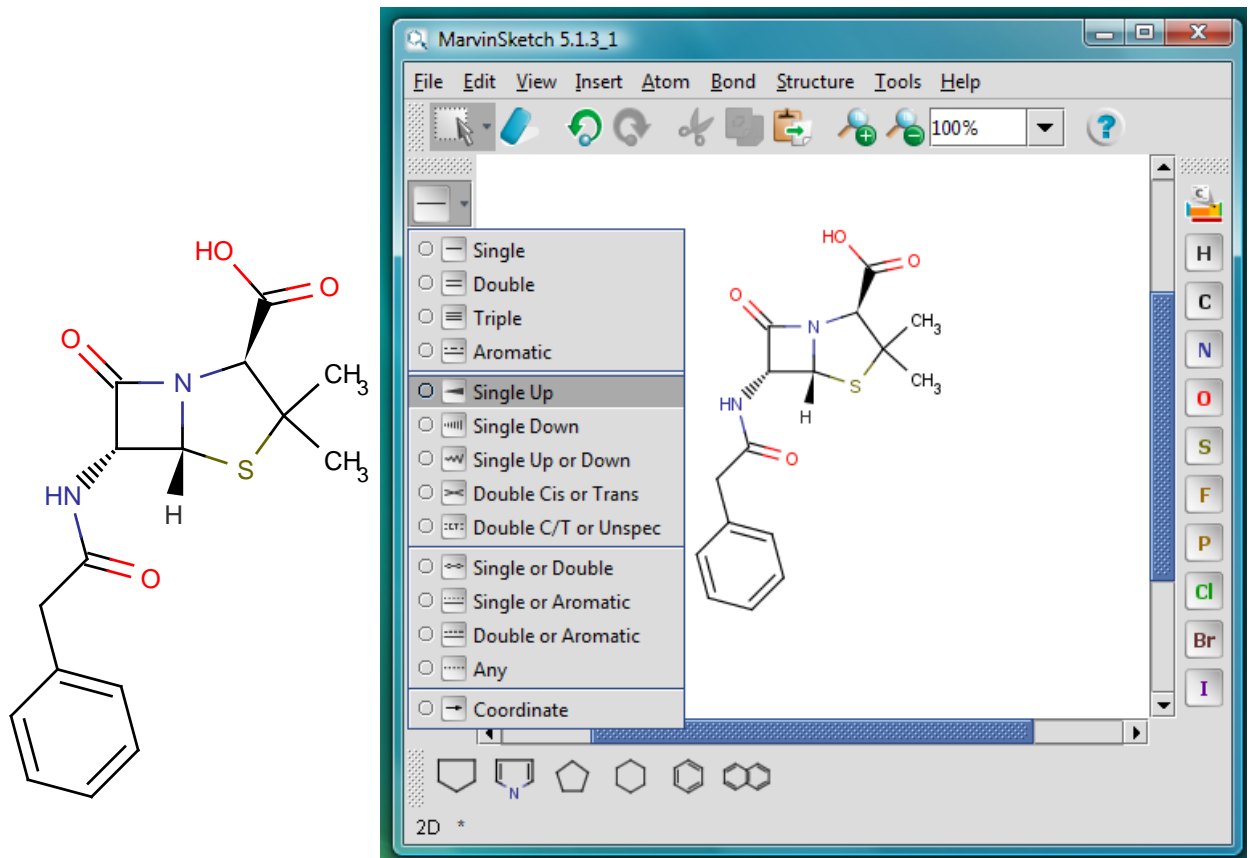 HO
O
O
N
CH3
CH3
S
HN
H
O
MarvinSketch 5.1.3_1
File Edit View Insert Atom Bond Structure Tools Help
100%
?
Single
Double
Triple
Aromatic
Single Up
Single Down
Single Up or Down
Double Cis or Trans
Double C/T or Unspec
Single or Double
Single or Aromatic
Double or Aromatic
Any
Coordinate
HO
O
O
N
CH3
CH3
S
HN
H
O
C
H
C
N
O
S
F
P
Cl
Br
I
N
2D *